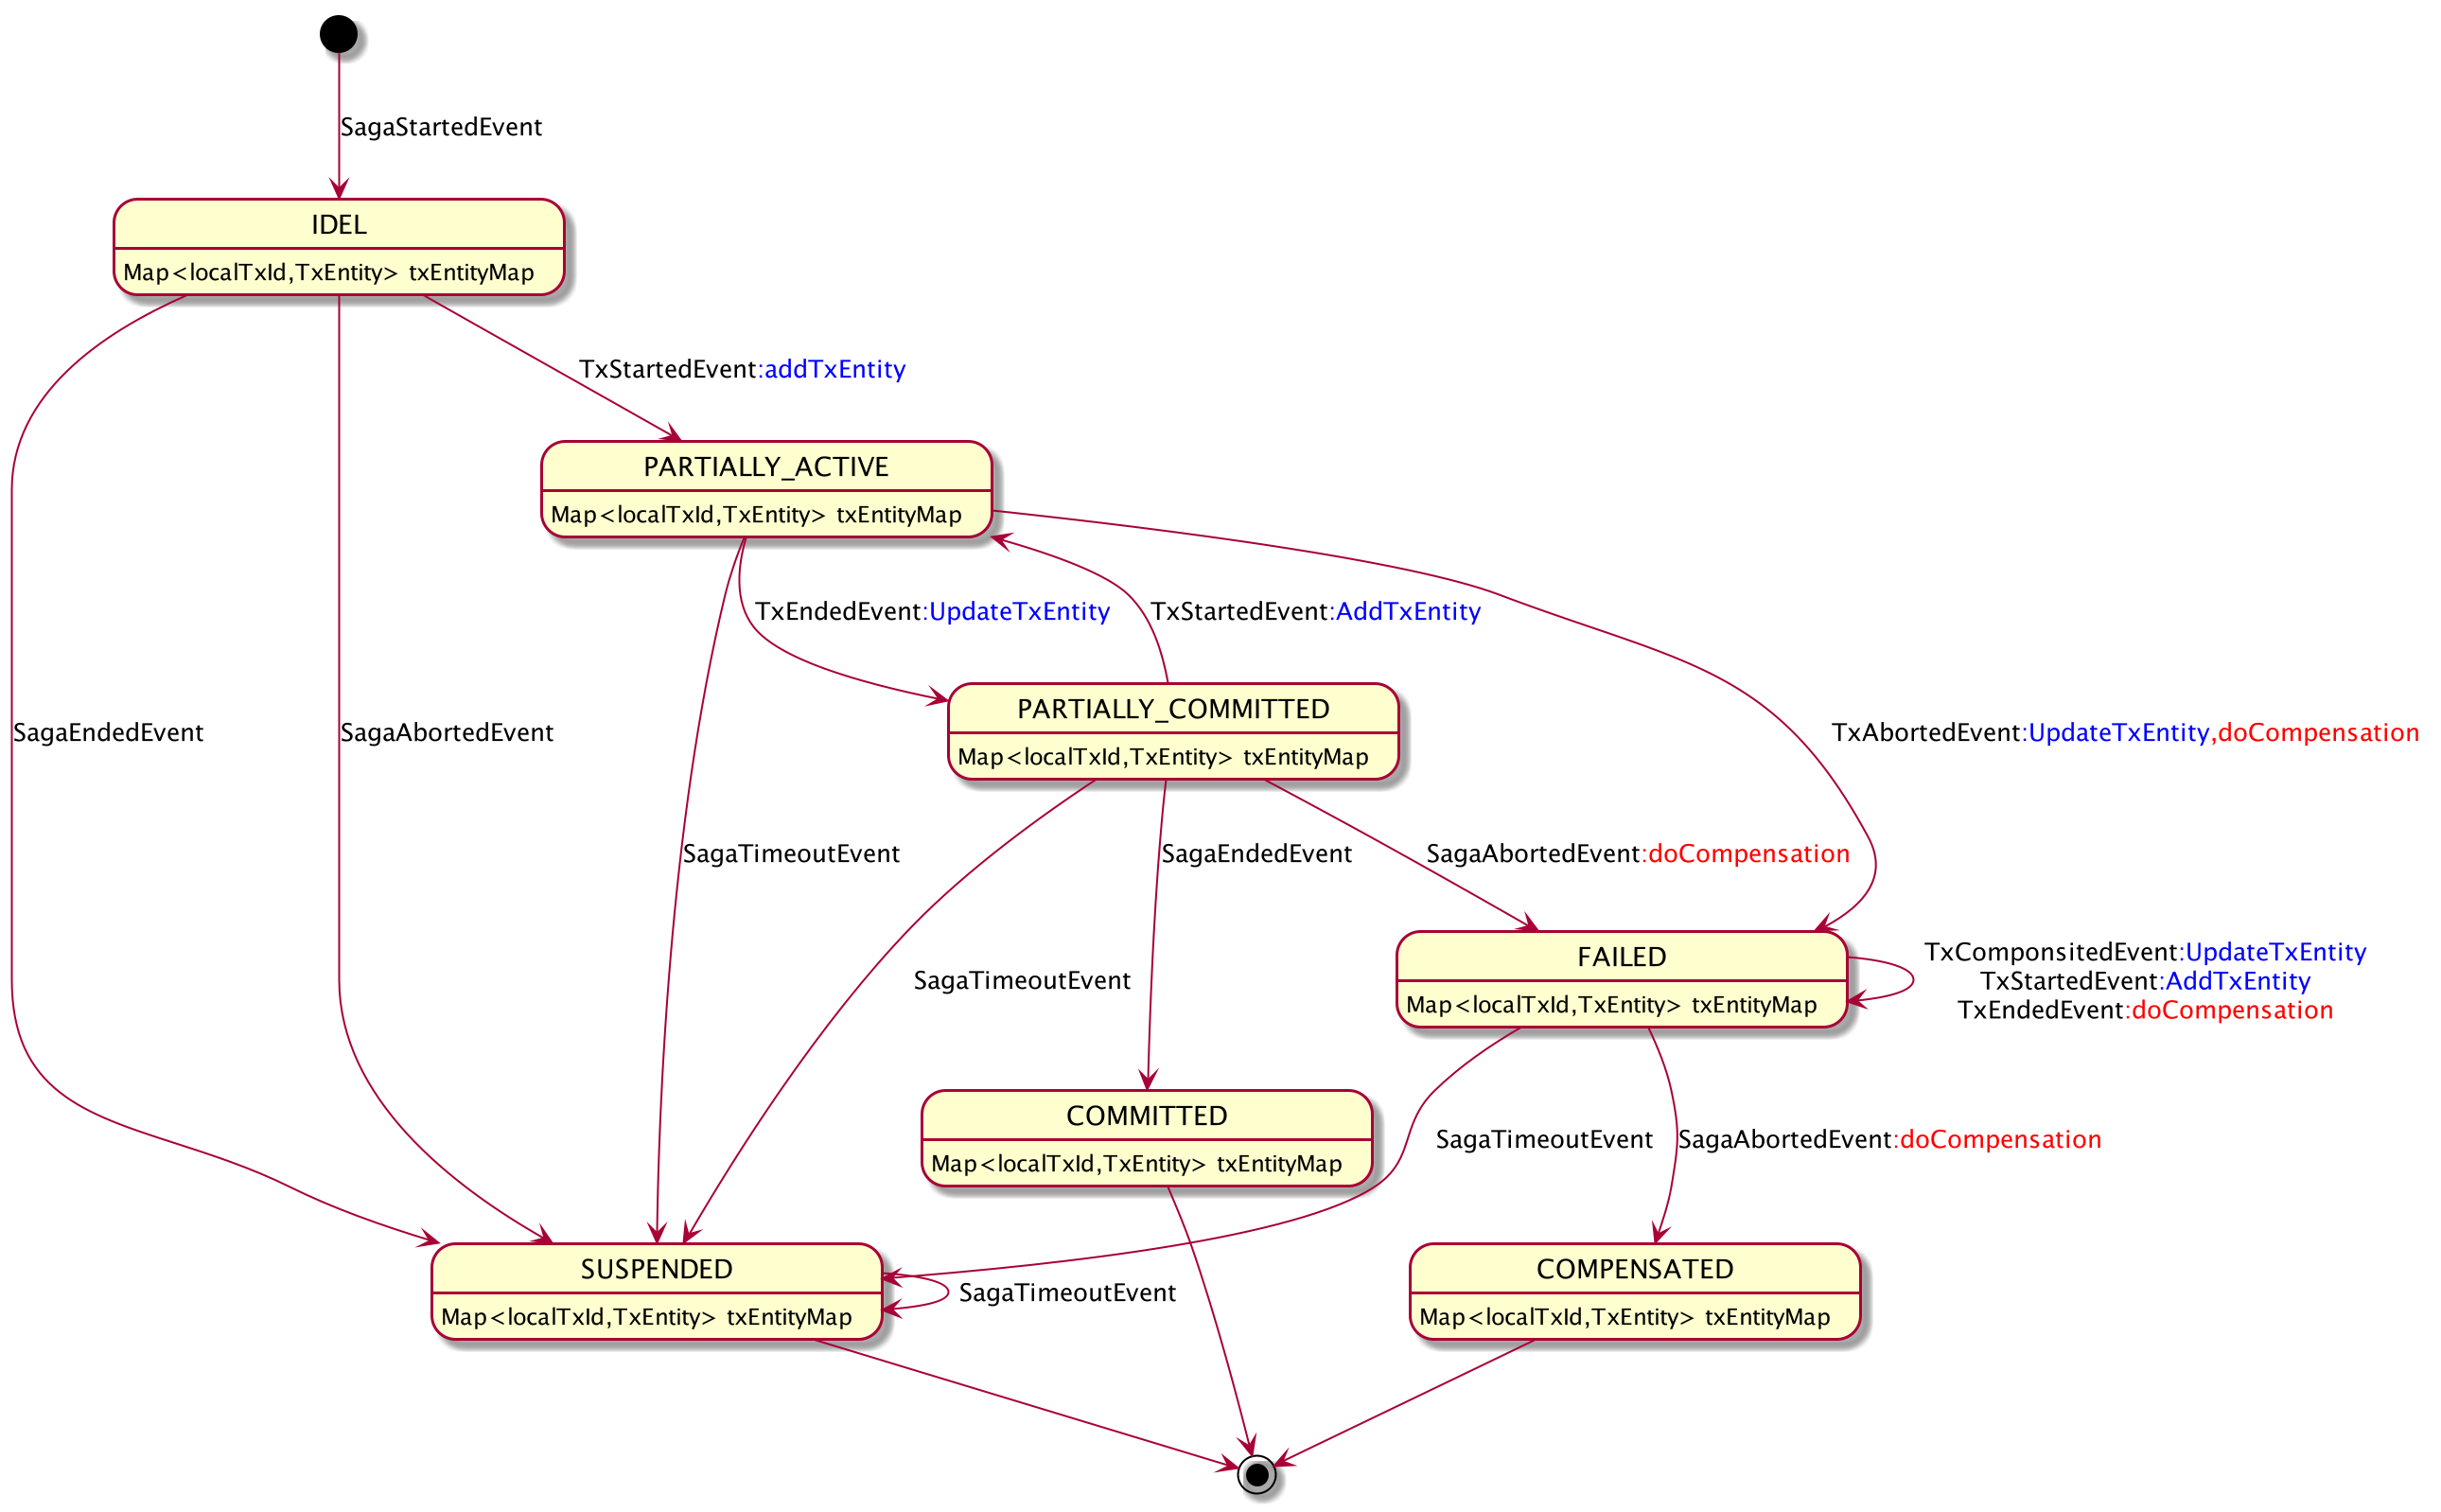 SagaStartedEvent
IDEL
Map<localTxId,TxEntity> txEntityMap
TxStartedEvent:addTxEntity
PARTIALLY_ACTIVE
Map<localTxId,TxEntity> txEntityMap
TxEndedEvent:UpdateTxEntity
TxStartedEvent:AddTxEntity
PARTIALLY_COMMITTED
Map<localTxId,TxEntity> txEntityMap
SagaEndedEvent
SagaAbortedEvent
TxAbortedEvent:UpdateTxEntity,doCompensation
SagaTimeoutEvent
SagaEndedEvent
SagaAbortedEvent:doCompensation
FAILED
Map<localTxId,TxEntity> txEntityMap
TxComponsitedEvent:UpdateTxEntity
TxStartedEvent:AddTxEntity
TxEndedEvent:doCompensation
SagaTimeoutEvent
COMMITTED
Map<localTxId,TxEntity> txEntityMap
SagaTimeoutEvent
SagaAbortedEvent:doCompensation
SUSPENDED
Map<localTxId,TxEntity> txEntityMap
SagaTimeoutEvent
COMPENSATED
Map<localTxId,TxEntity> txEntityMap